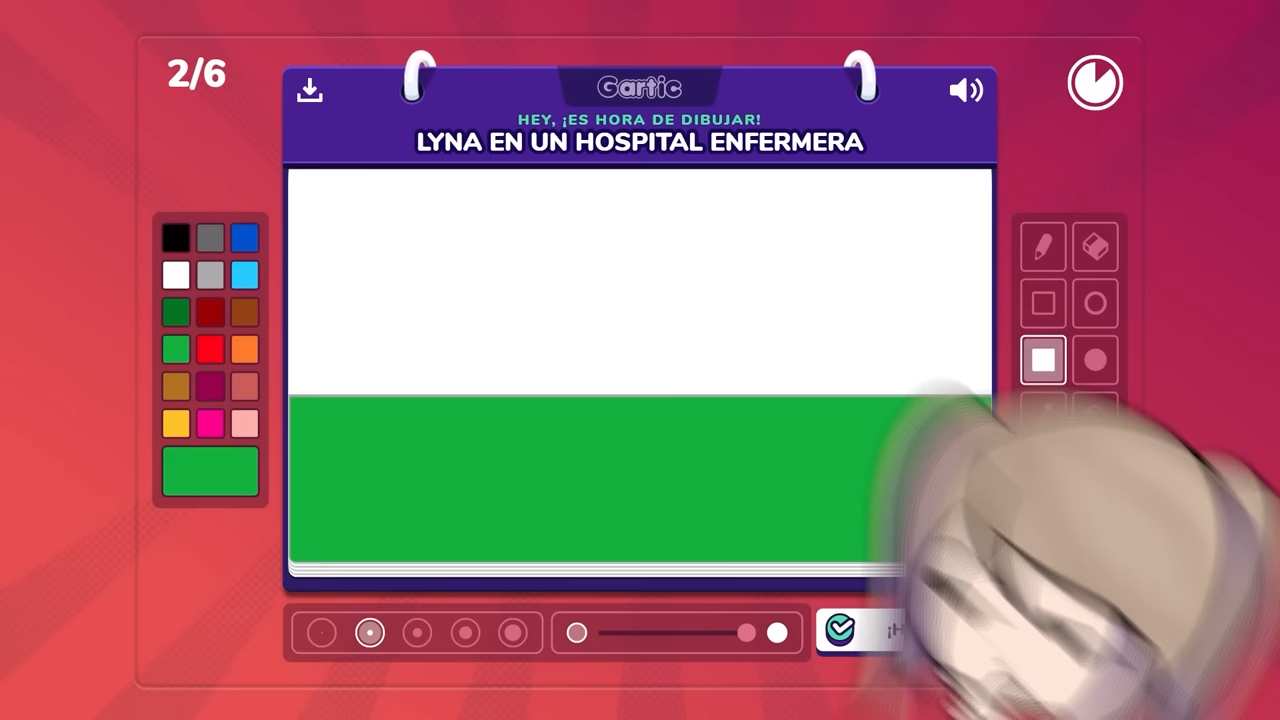 2/6
Gartic
HEY, ¡ES HORA DE DIBUJAR!
LYNA EN UN HOSPITAL ENFERMERA